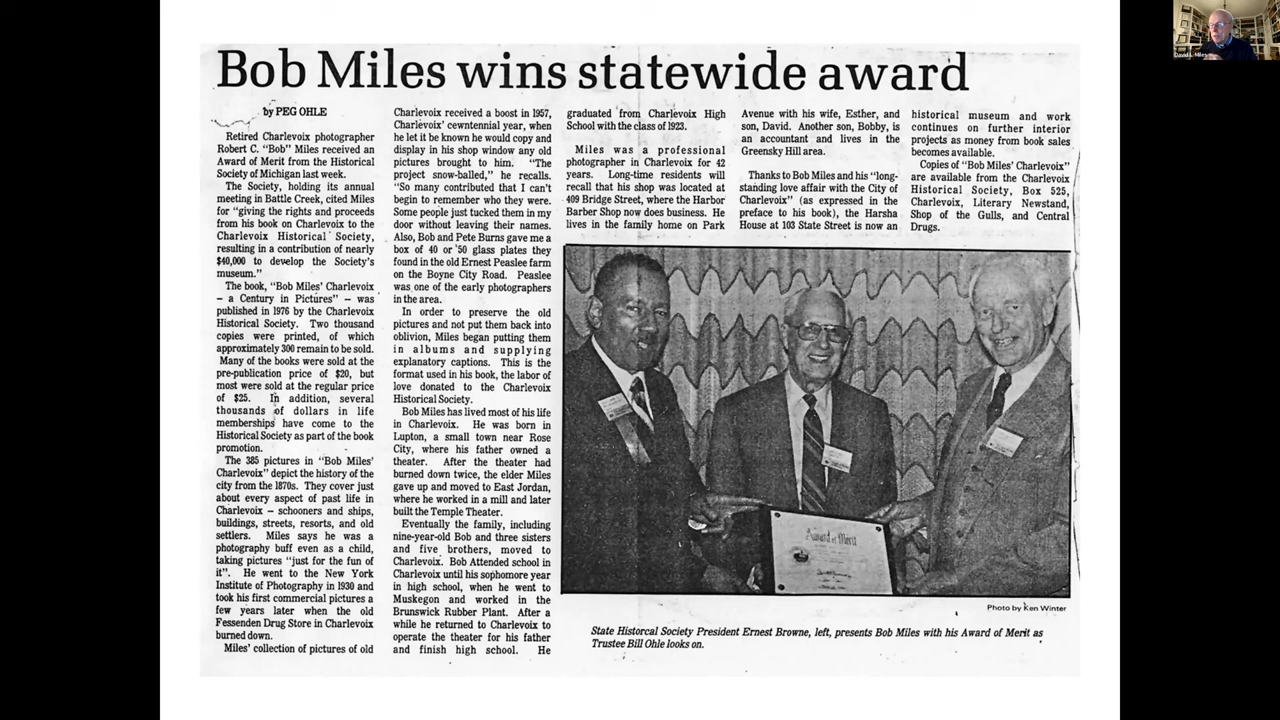 Bob Miles wins statewide award
by PEG OHLE
Retired Charlevoix photographer
Robert C. "Bob" Miles received an
Award of Merit from the Historical
Society of Michigan last week.
The Society, holding its annual
meeting in Battle Creek, cited Miles
for "giving the rights and proceeds
from his book on Charlevoix to the
Charlevoix Historical Society,
resulting in a contribution of nearly
$40,000 to develop the Society's
museum."
The book, "Bob Miles' Charlevoix
– a Century in Pictures" – was
published in 1976 by the Charlevoix
Historical Society. Two thousand
copies were printed, of which
approximately 300 remain to be sold.
Many of the books were sold at the
pre-publication price of $20, but
most were sold at the regular price
of $25. In addition, several
thousands of dollars in life
memberships have come to the
Historical Society as part of the book
promotion.
The 385 pictures in "Bob Miles'
Charlevoix" depict the history of the
city from the 1870s. They cover just
about every aspect of past life in
Charlevoix – schooners and ships,
buildings, streets, resorts, and old
settlers. Miles says he was a
photography buff even as a child,
taking pictures "just for the fun of
it". He went to the New York
Institute of Photography in 1930 and
took his first commercial pictures a
few years later when the old
Fessenden Drug Store in Charlevoix
burned down.
Miles' collection of pictures of old
Charlevoix received a boost in 1957,
Charlevoix' cewntennial year, when
he let it be known he would copy and
display in his shop window any old
pictures brought to him. "The
project snow-balled," he recalls.
"So many contributed that I can't
begin to remember who they were.
Some people just tucked them in my
door without leaving their names.
Also, Bob and Pete Burns gave me a
box of 40 or '50 glass plates they
found in the old Ernest Peaslee farm
on the Boyne City Road. Peaslee
was one of the early photographers
in the area.
In order to preserve the old
pictures and not put them back into
oblivion, Miles began putting them
in albums and supplying
explanatory captions. This is the
format used in his book, the labor of
love donated to the Charlevoix
Historical Society.
Bob Miles has lived most of his life
in Charlevoix. He was born in
Lupton, a small town near Rose
City, where his father owned a
theater. After the theater had
burned down twice, the elder Miles
gave up and moved to East Jordan,
where he worked in a mill and later
built the Temple Theater.
Eventually the family, including
nine-year-old Bob and three sisters
and five brothers, moved to
Charlevoix. Bob Attended school in
Charlevoix until his sophomore year
in high school, when he went to
Muskegon and worked in the
Brunswick Rubber Plant. After a
while he returned to Charlevoix to
operate the theater for his father
and finish high school. He
graduated from Charlevoix High
School with the class of 1923.
Miles was a professional
photographer in Charlevoix for 42
years. Long-time residents will
recall that his shop was located at
409 Bridge Street, where the Harbor
Barber Shop now does business. He
lives in the family home on Park
Avenue with his wife, Esther, and
son, David. Another son, Bobby, is
an accountant and lives in the
Greensky Hill area.
Thanks to Bob Miles and his "long-
standing love affair with the City of
Charlevoix" (as expressed in the
preface to his book), the Harsha
House at 103 State Street is now an
historical museum and work
continues on further interior
projects as money from book sales
becomes available.
Copies of "Bob Miles' Charlevoix"
are available from the Charlevoix
Historical Society, Box 525,
Charlevoix, Literary Newstand,
Shop of the Gulls, and Central
Drugs.
Award of Merit
Photo by Ken Winter
State Historcal Society President Ernest Browne, left, presents Bob Miles with his Award of Merit as
Trustee Bill Ohle looks on.
David L. Miles